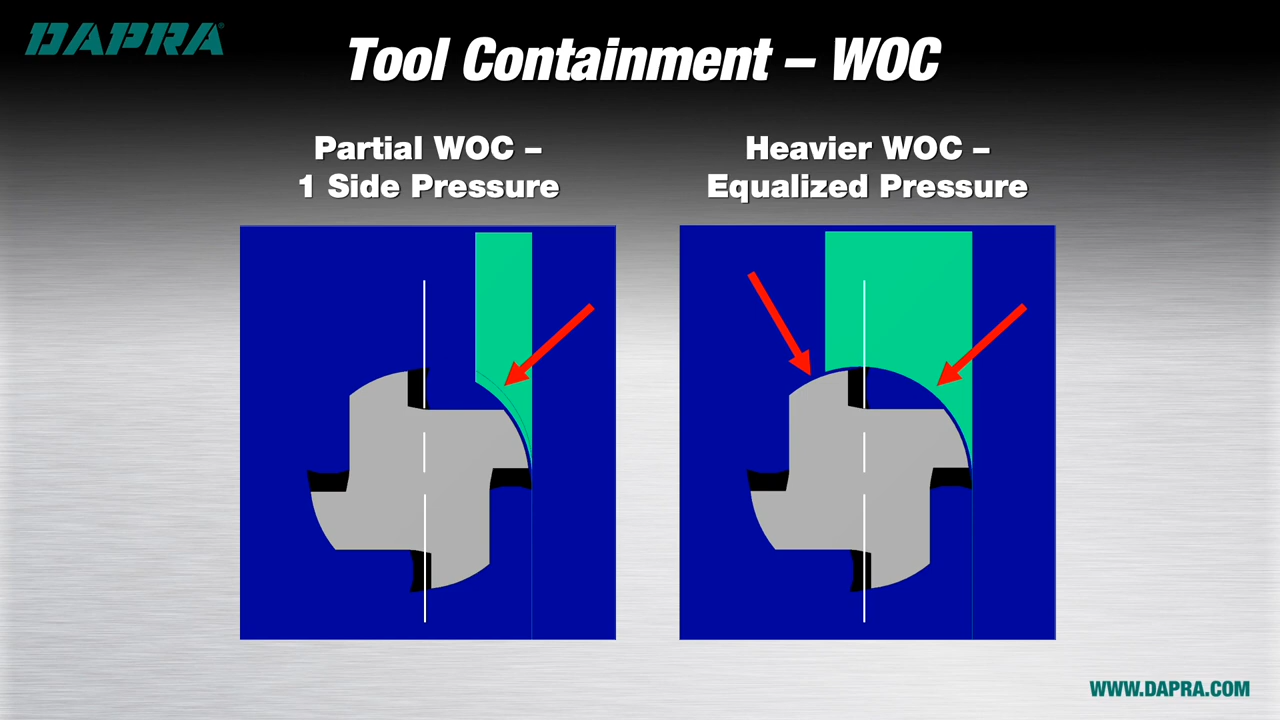 DAPRA®
Tool Containment – WOC
Partial WOC –
1 Side Pressure
Heavier WOC –
Equalized Pressure
WWW.DAPRA.COM